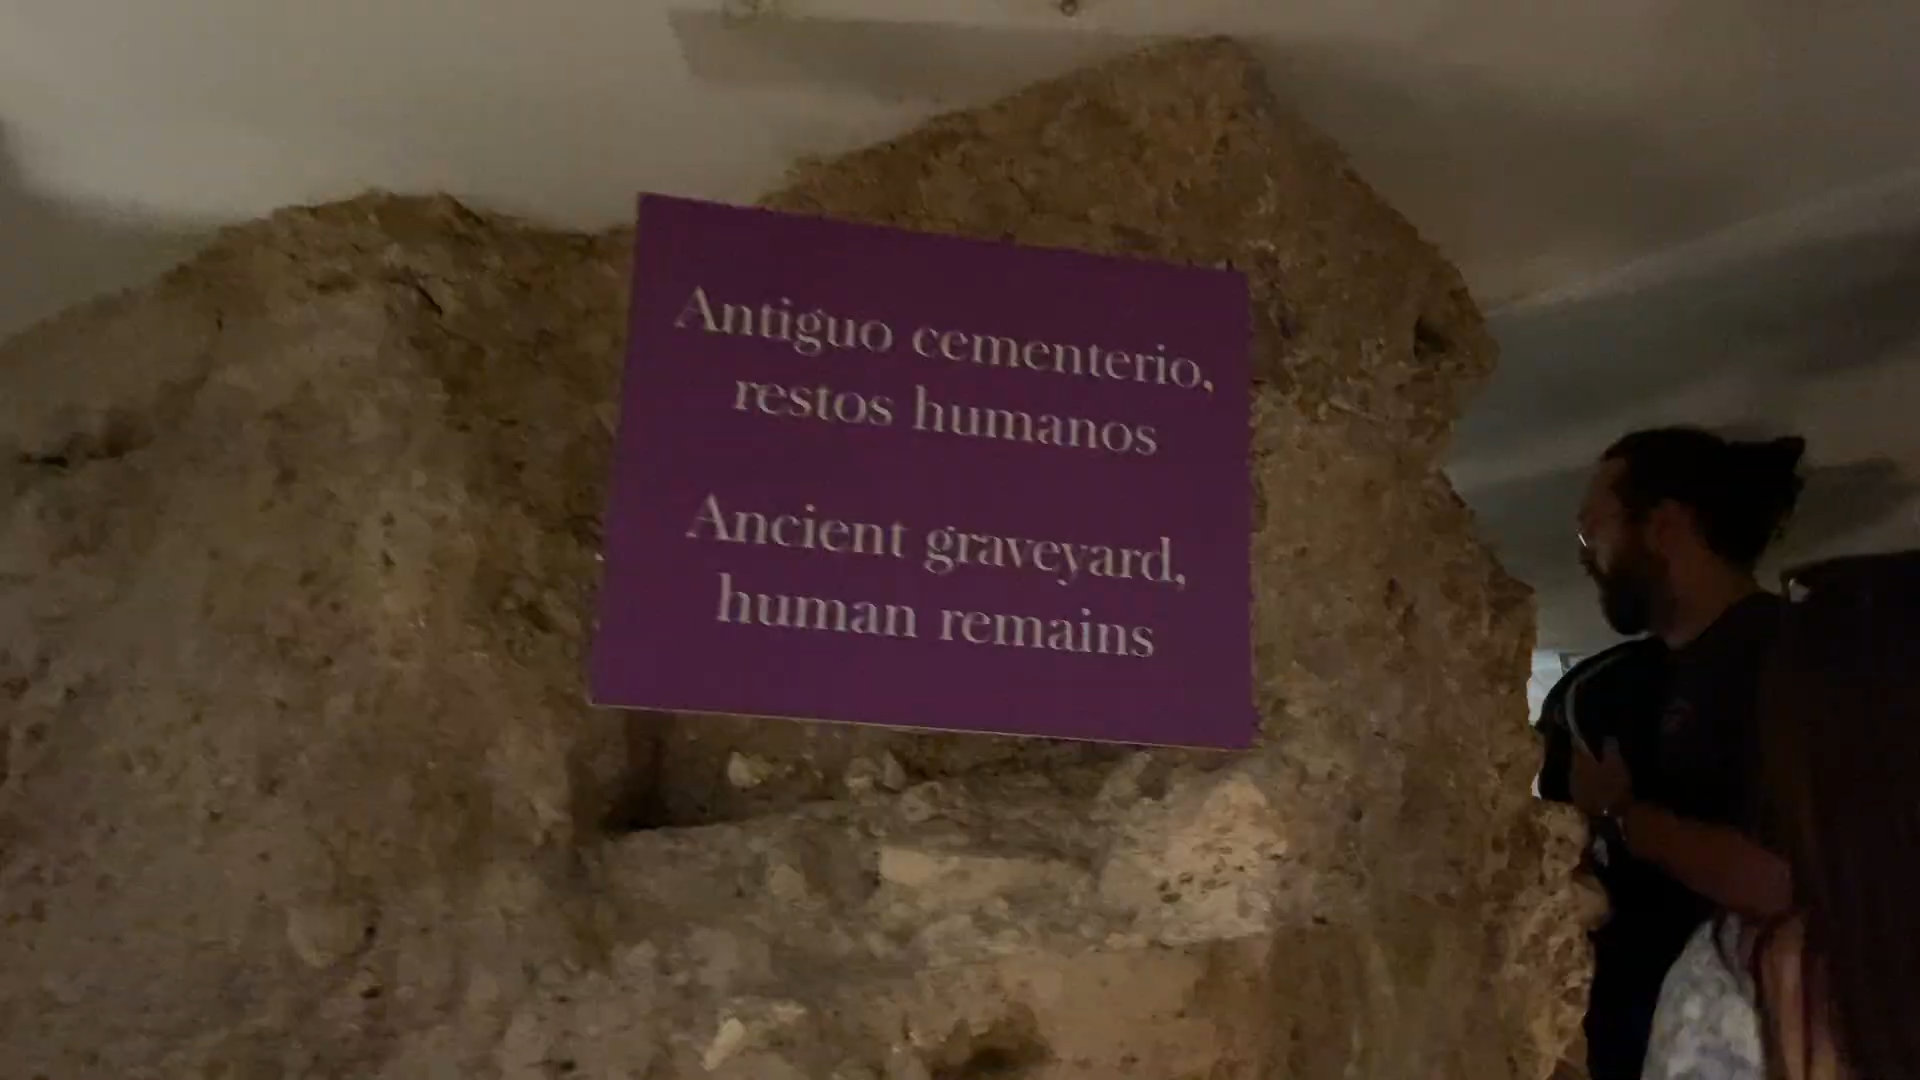 Antiguo cementerio,
restos humanos
Ancient graveyard,
human remains